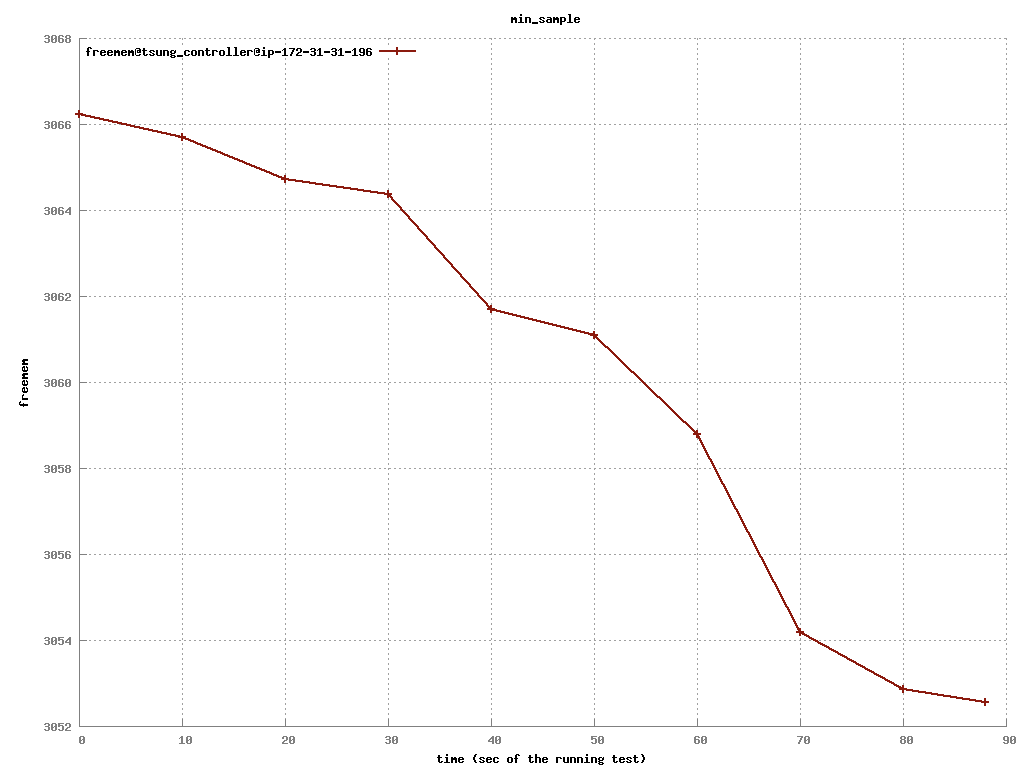 min_sample
freemem@tsung_controller@ip-172-31-31-196
3068
3066
3064
3062
3060
3058
3056
3054
3052
freemem
0 10 20 30 40 50 60 70 80 90
time (sec of the running test)